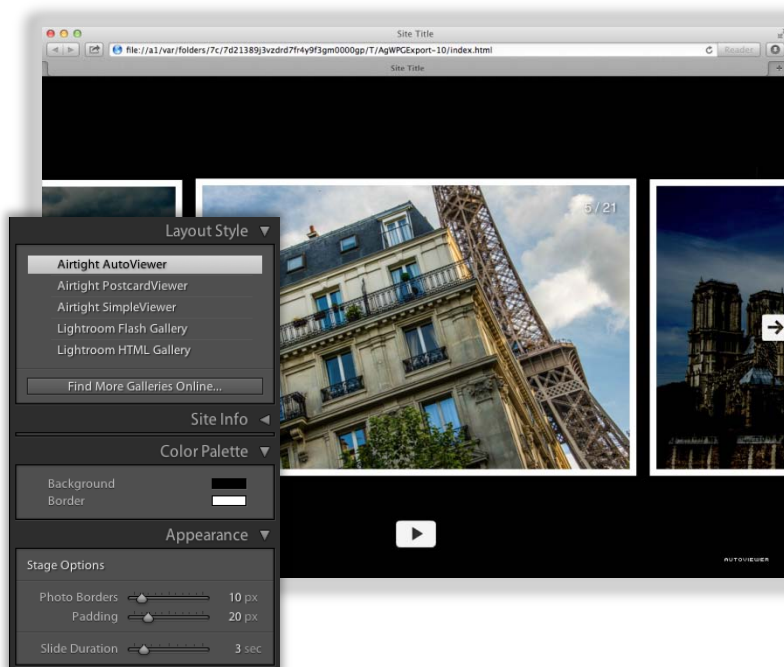 Site Title
file://a1/var/folders/7c/7d21389j3vzdrd7fr4y9f3gm0000gp/T/AgWPGExport-10/index.html
Reader
Site Title
5 / 21
Layout Style
Airtight AutoViewer
Airtight PostcardViewer
Airtight SimpleViewer
Lightroom Flash Gallery
Lightroom HTML Gallery
Find More Galleries Online...
Site Info
Color Palette
Background
Border
Appearance
Stage Options
Photo Borders 10 px
Padding 20 px
Slide Duration 3 sec
AUTOVIEWER